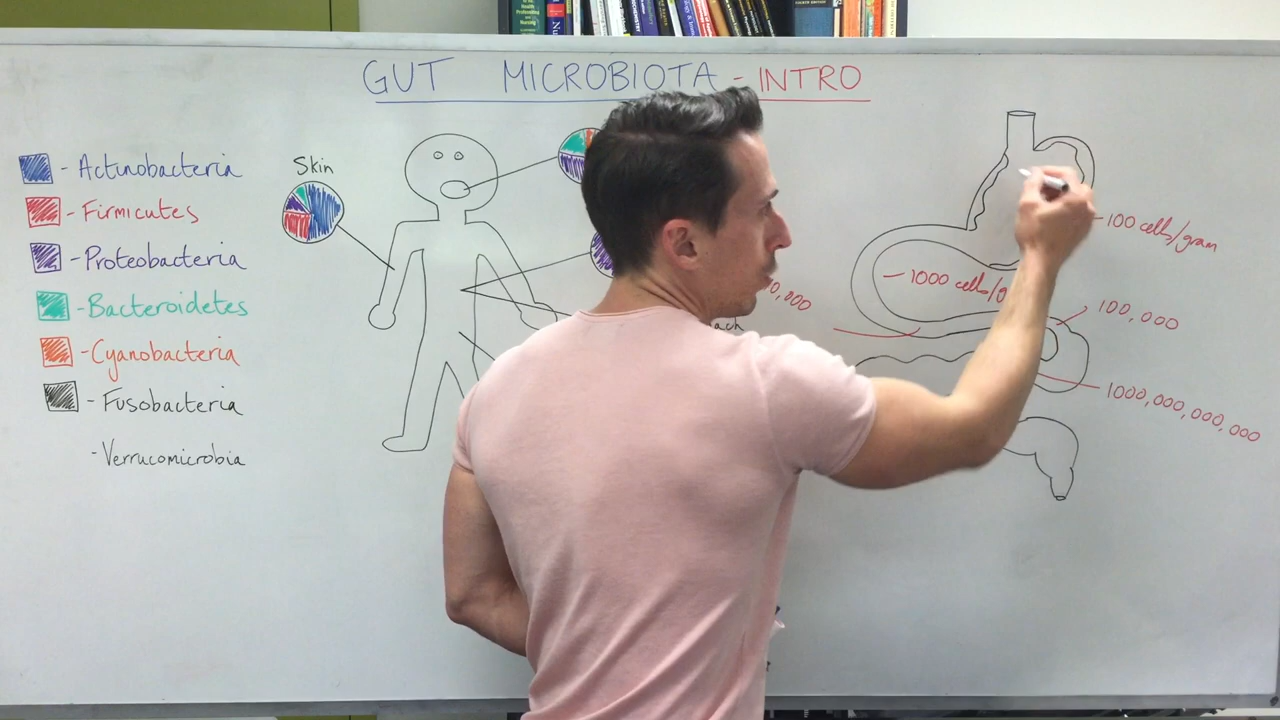 GUT MICROBIOTA - INTRO
- Actinobacteria
- Firmicutes
- Proteobacteria
- Bacteroidetes
- Cyanobacteria
- Fusobacteria
- Verrucomicrobia
Skin
100 cells/gram
1000 cells/g
100,000
1000,000,000,000